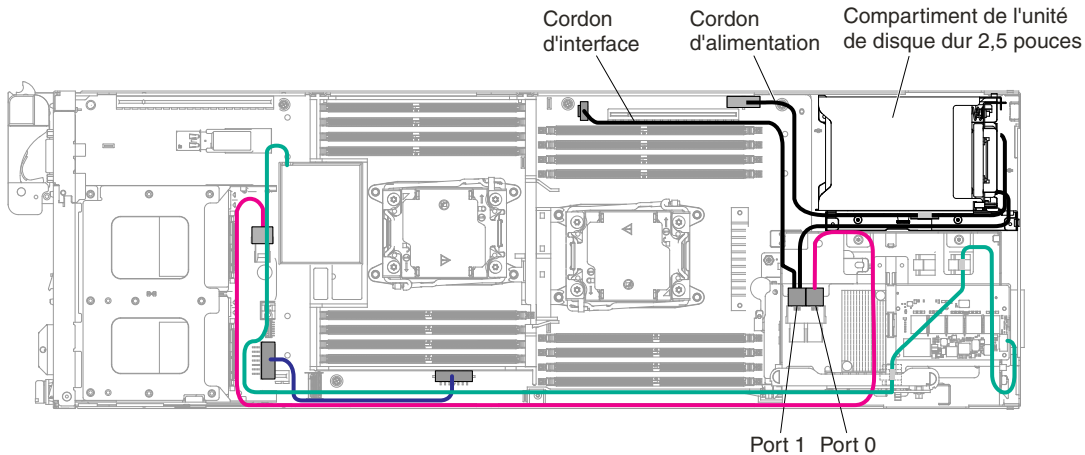 Cordon
d'interface
Cordon
d'alimentation
Compartiment de l'unité
de disque dur 2,5 pouces
Port 1
Port 0